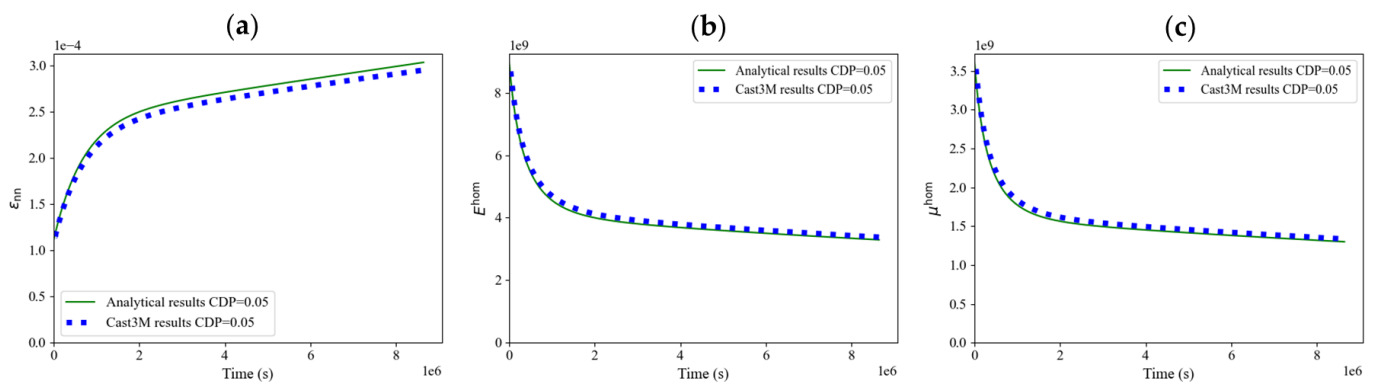 (a)
1e−4
3.0
2.5
2.0
1.5
1.0
0.5
0.0
εnn
Analytical results CDP=0.05
Cast3M results CDP=0.05
0 2 4 6 8
1e6
Time (s)
(b)
1e9
8
6
4
2
0
E^hom
Analytical results CDP=0.05
Cast3M results CDP=0.05
0 2 4 6 8
1e6
Time (s)
(c)
1e9
3.5
3.0
2.5
2.0
1.5
1.0
0.5
0.0
μ^hom
Analytical results CDP=0.05
Cast3M results CDP=0.05
0 2 4 6 8
1e6
Time (s)